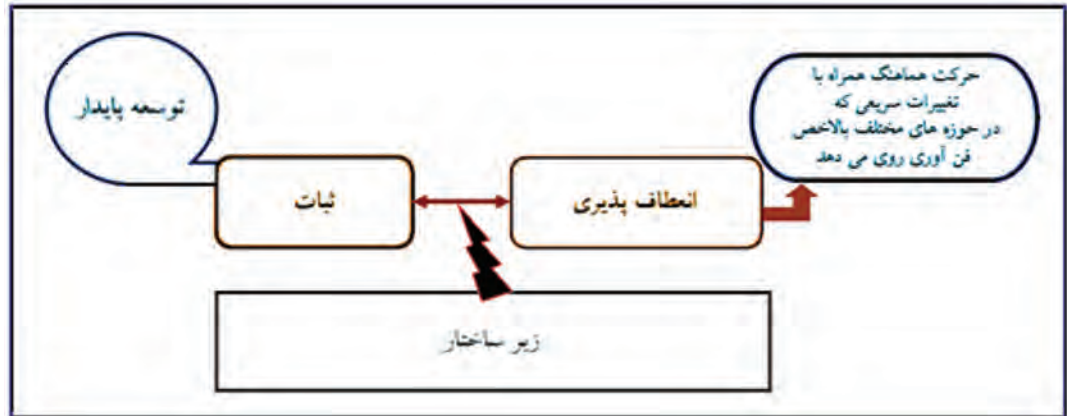 حرکت هماهنگ همراه با
تغییرات سریعی که
در حوزه های مختلف بالاخص
فن آوری روی می دهد
توسعه پایدار
انعطاف پذیری
ثبات
زیر ساختار